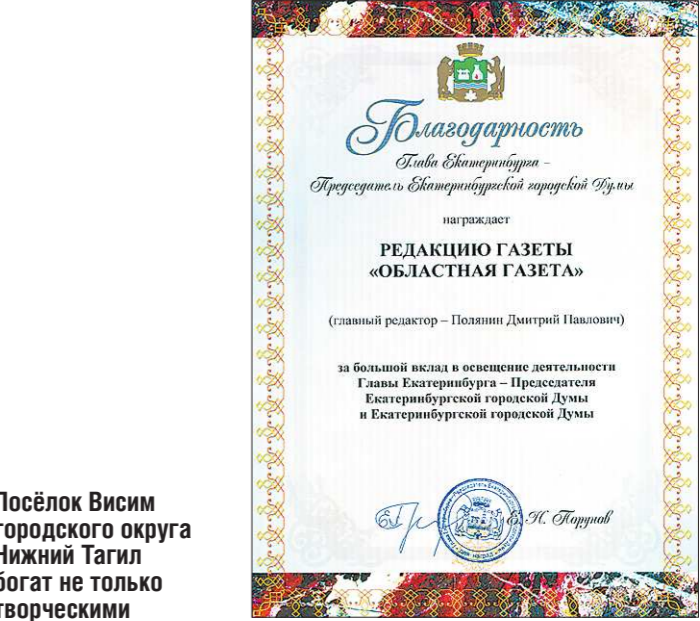 Благодарность
Глава Екатеринбурга –
Председатель Екатеринбургской городской Думы
награждает
РЕДАКЦИЮ ГАЗЕТЫ
«ОБЛАСТНАЯ ГАЗЕТА»
(главный редактор – Полянин Дмитрий Павлович)
за большой вклад в освещение деятельности
Главы Екатеринбурга – Председателя
Екатеринбургской городской Думы
и Екатеринбургской городской Думы
Е. Н. Порунов
Посёлок Висим
городского округа
Нижний Тагил
богат не только
творческими